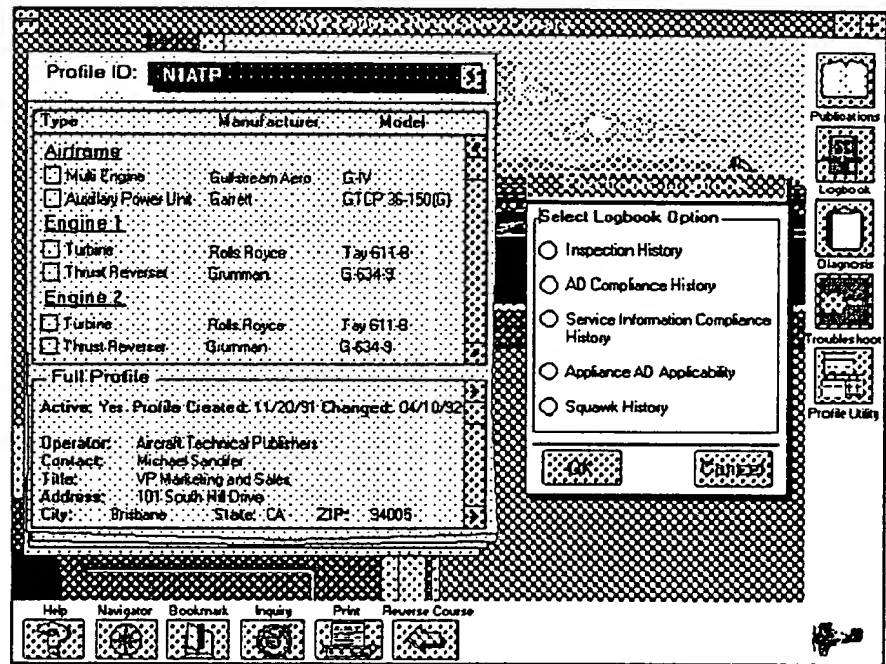 Profile ID: N1ATP
Type Manufacturer Model
Airframe
Multi Engine Gulfstream Aero G-IV
Auxillary Power Unit Garrett GTCP 36-150(G)
Engine 1
Turbine Rolls Royce Tay 611-8
Thrust Reverser Grumman G-634-9
Engine 2
Turbine Rolls Royce Tay 611-8
Thrust Reverser Grumman G-634-9
Full Profile
Active: Yes Profile Created: 11/20/91 Changed: 04/10/92
Operator: Aircraft Technical Publishers
Contact: Michael Sandifer
Title: VP Marketing and Sales
Address: 101 South Hill Drive
City: Brisbane State: CA ZIP: 94005
Select Logbook Option
Inspection History
AD Compliance History
Service Information Compliance
History
Appliance AD Applicability
Squawk History
OK Cancel
Publications
Logbook
Diagnosis
Troubleshoot
Profile Utility
Help Navigator Bookmark Inquiry Print Reverse Course